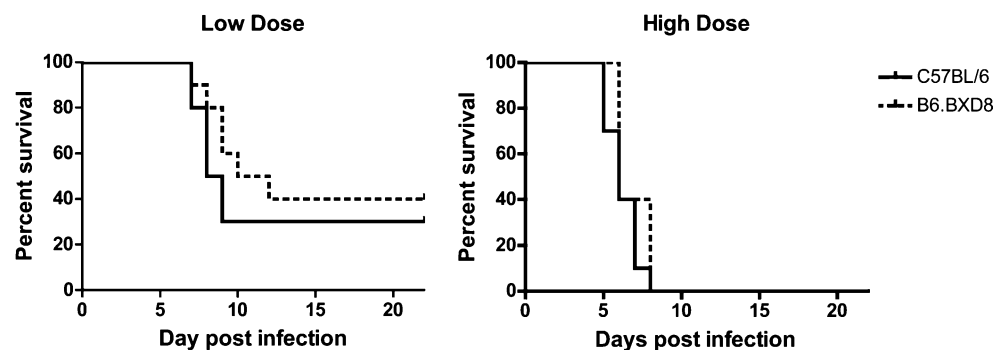 Low Dose
High Dose
Percent survival
100
80
60
40
20
0
0 5 10 15 20
Day post infection
Percent survival
100
80
60
40
20
0
0 5 10 15 20
Days post infection
C57BL/6
B6.BXD8